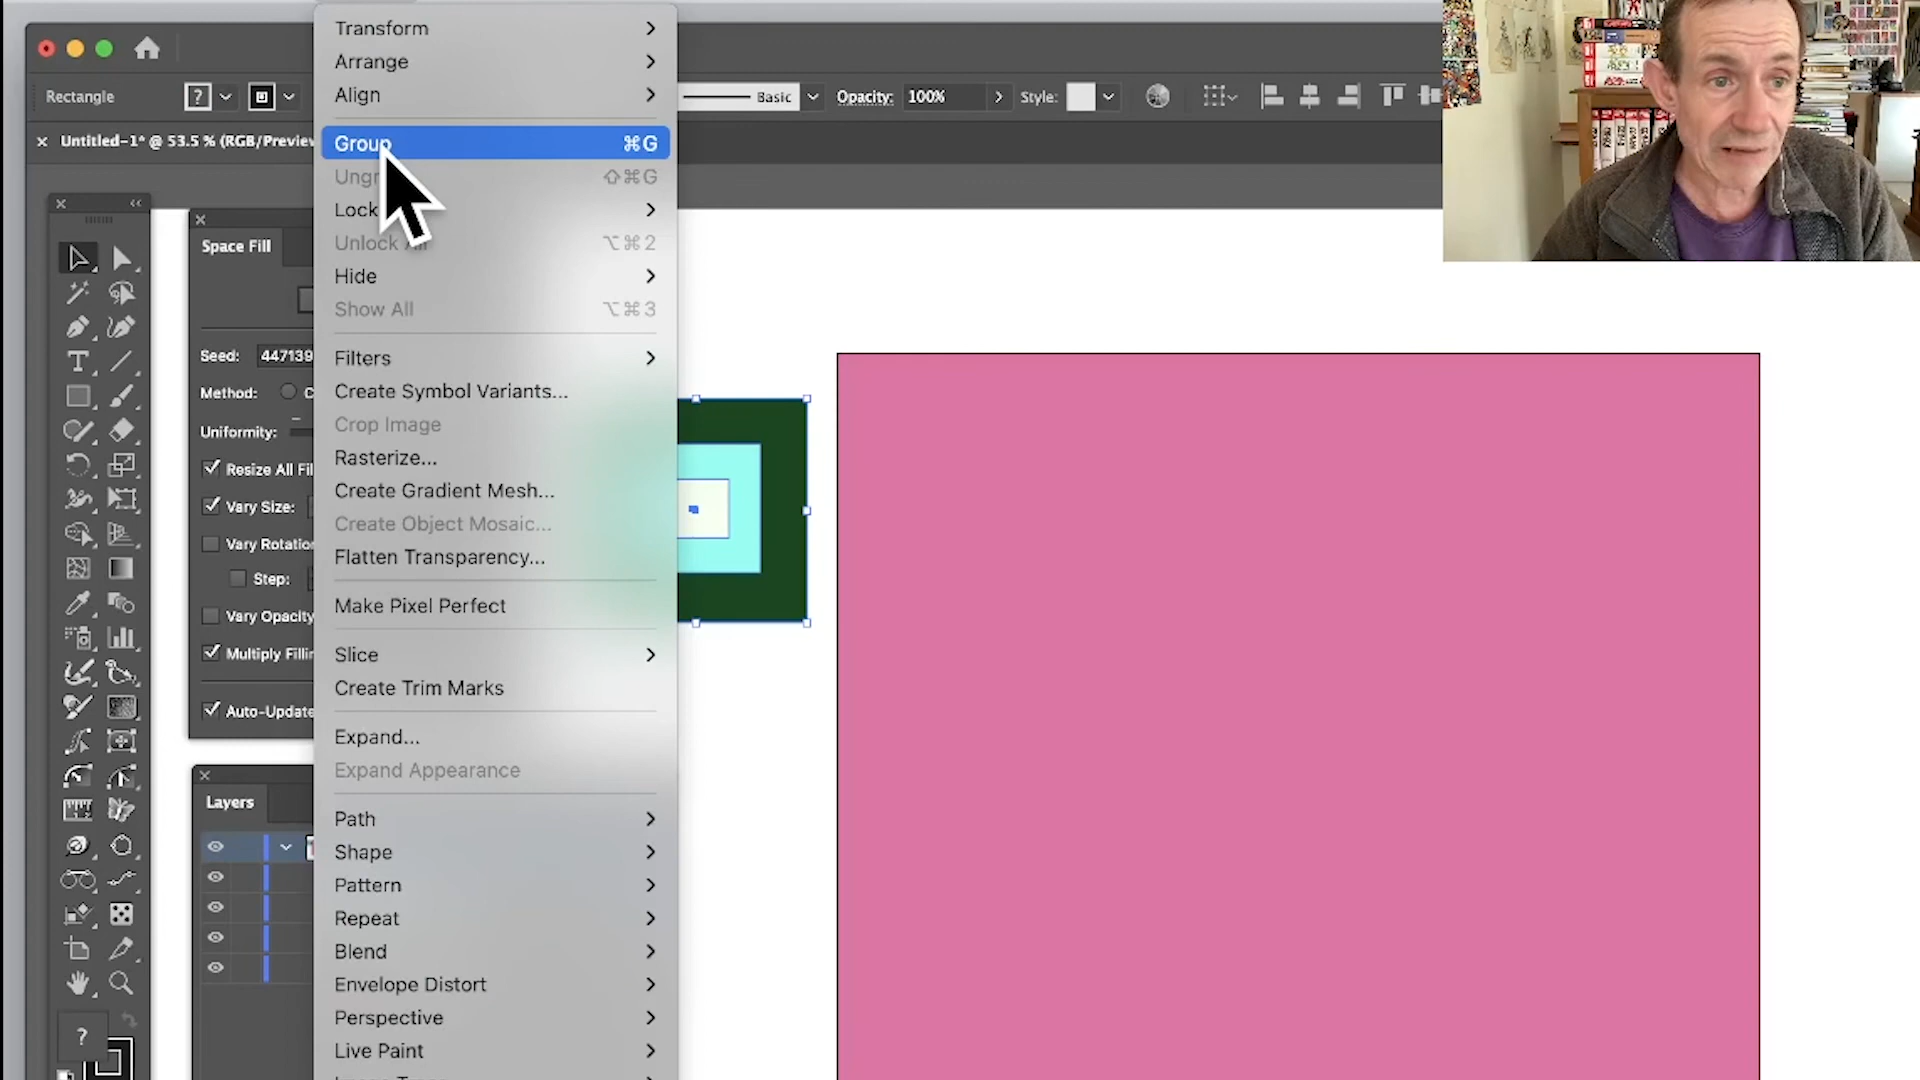 Transform
Arrange
Align
Group ⌘G
⇧⌘G
Lock
Unlock All ⌥⌘2
Hide
Show All ⌥⌘3
Filters
Create Symbol Variants...
Crop Image
Rasterize...
Create Gradient Mesh...
Create Object Mosaic...
Flatten Transparency...
Make Pixel Perfect
Slice
Create Trim Marks
Expand...
Expand Appearance
Path
Shape
Pattern
Repeat
Blend
Envelope Distort
Perspective
Live Paint
Rectangle ?
Basic Opacity: 100% Style:
Untitled-1* @ 53.5 % (RGB/Preview
Space Fill
Seed: 447139
Method:
Uniformity:
Resize All Fil
Vary Size:
Vary Rotation
Step:
Vary Opacity
Multiply Fillin
Auto-Update
Layers
?